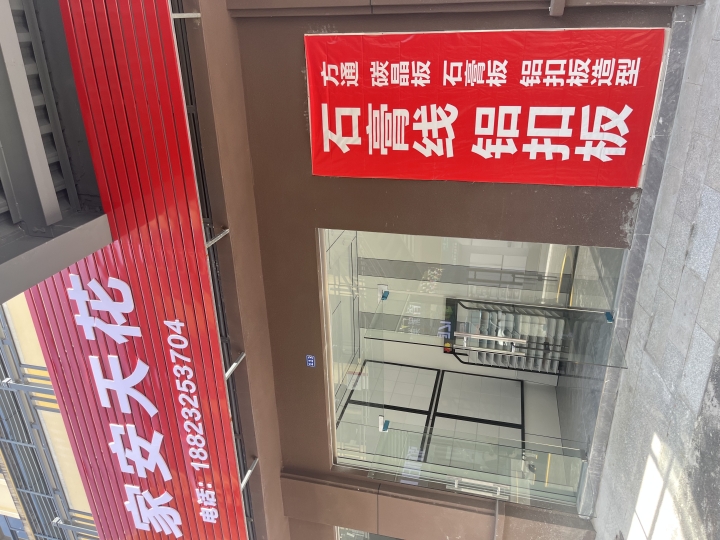 家安天花
电话：18823253704
方通 碳晶板 石膏板 铝扣板造型
石膏线 铝扣板